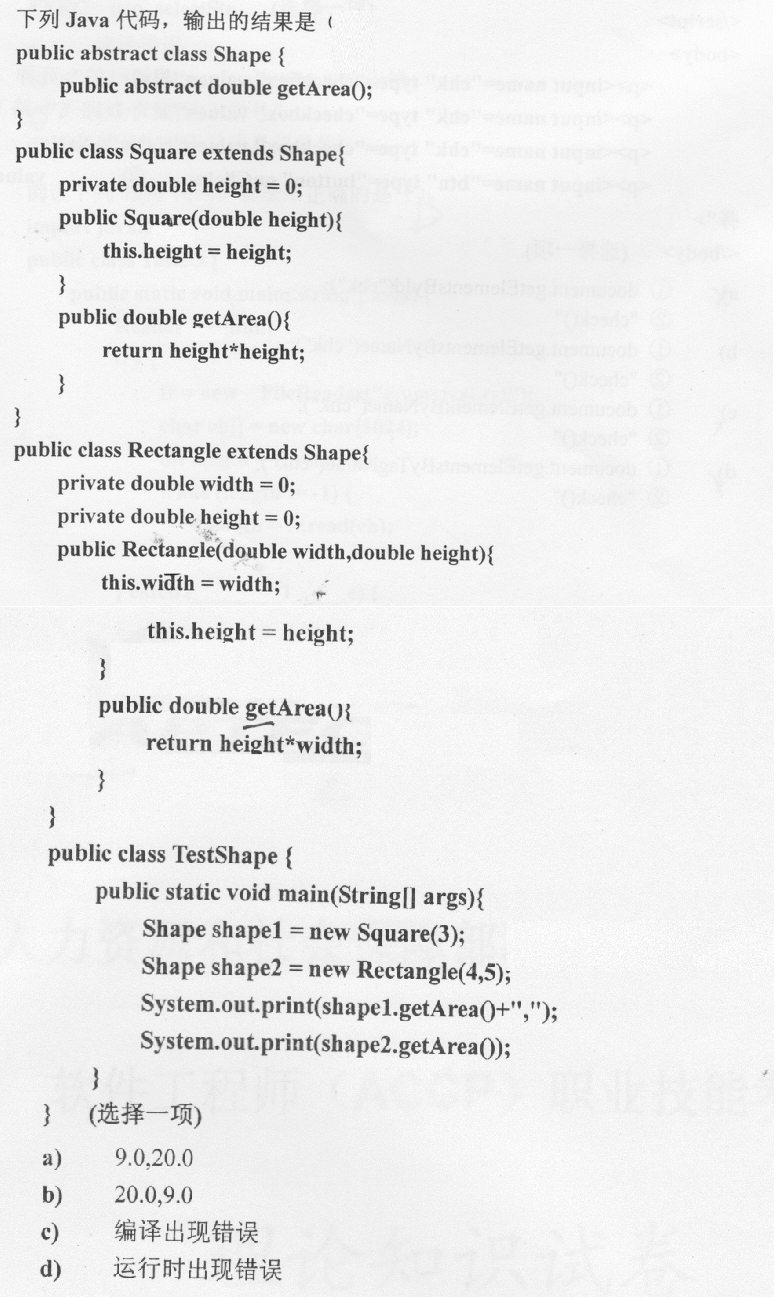 下列 Java 代码，输出的结果是（
public abstract class Shape {
public abstract double getArea();
}
public class Square extends Shape{
private double height = 0;
public Square(double height){
this.height = height;
}
public double getArea(){
return height*height;
}
}
public class Rectangle extends Shape{
private double width = 0;
private double height = 0;
public Rectangle(double width,double height){
this.width = width;
this.height = height;
}
public double getArea(){
return height*width;
}
}
public class TestShape {
public static void main(String[] args){
Shape shape1 = new Square(3);
Shape shape2 = new Rectangle(4,5);
System.out.print(shape1.getArea()+",");
System.out.print(shape2.getArea());
}
} (选择一项)
a) 9.0,20.0
b) 20.0,9.0
c) 编译出现错误
d) 运行时出现错误